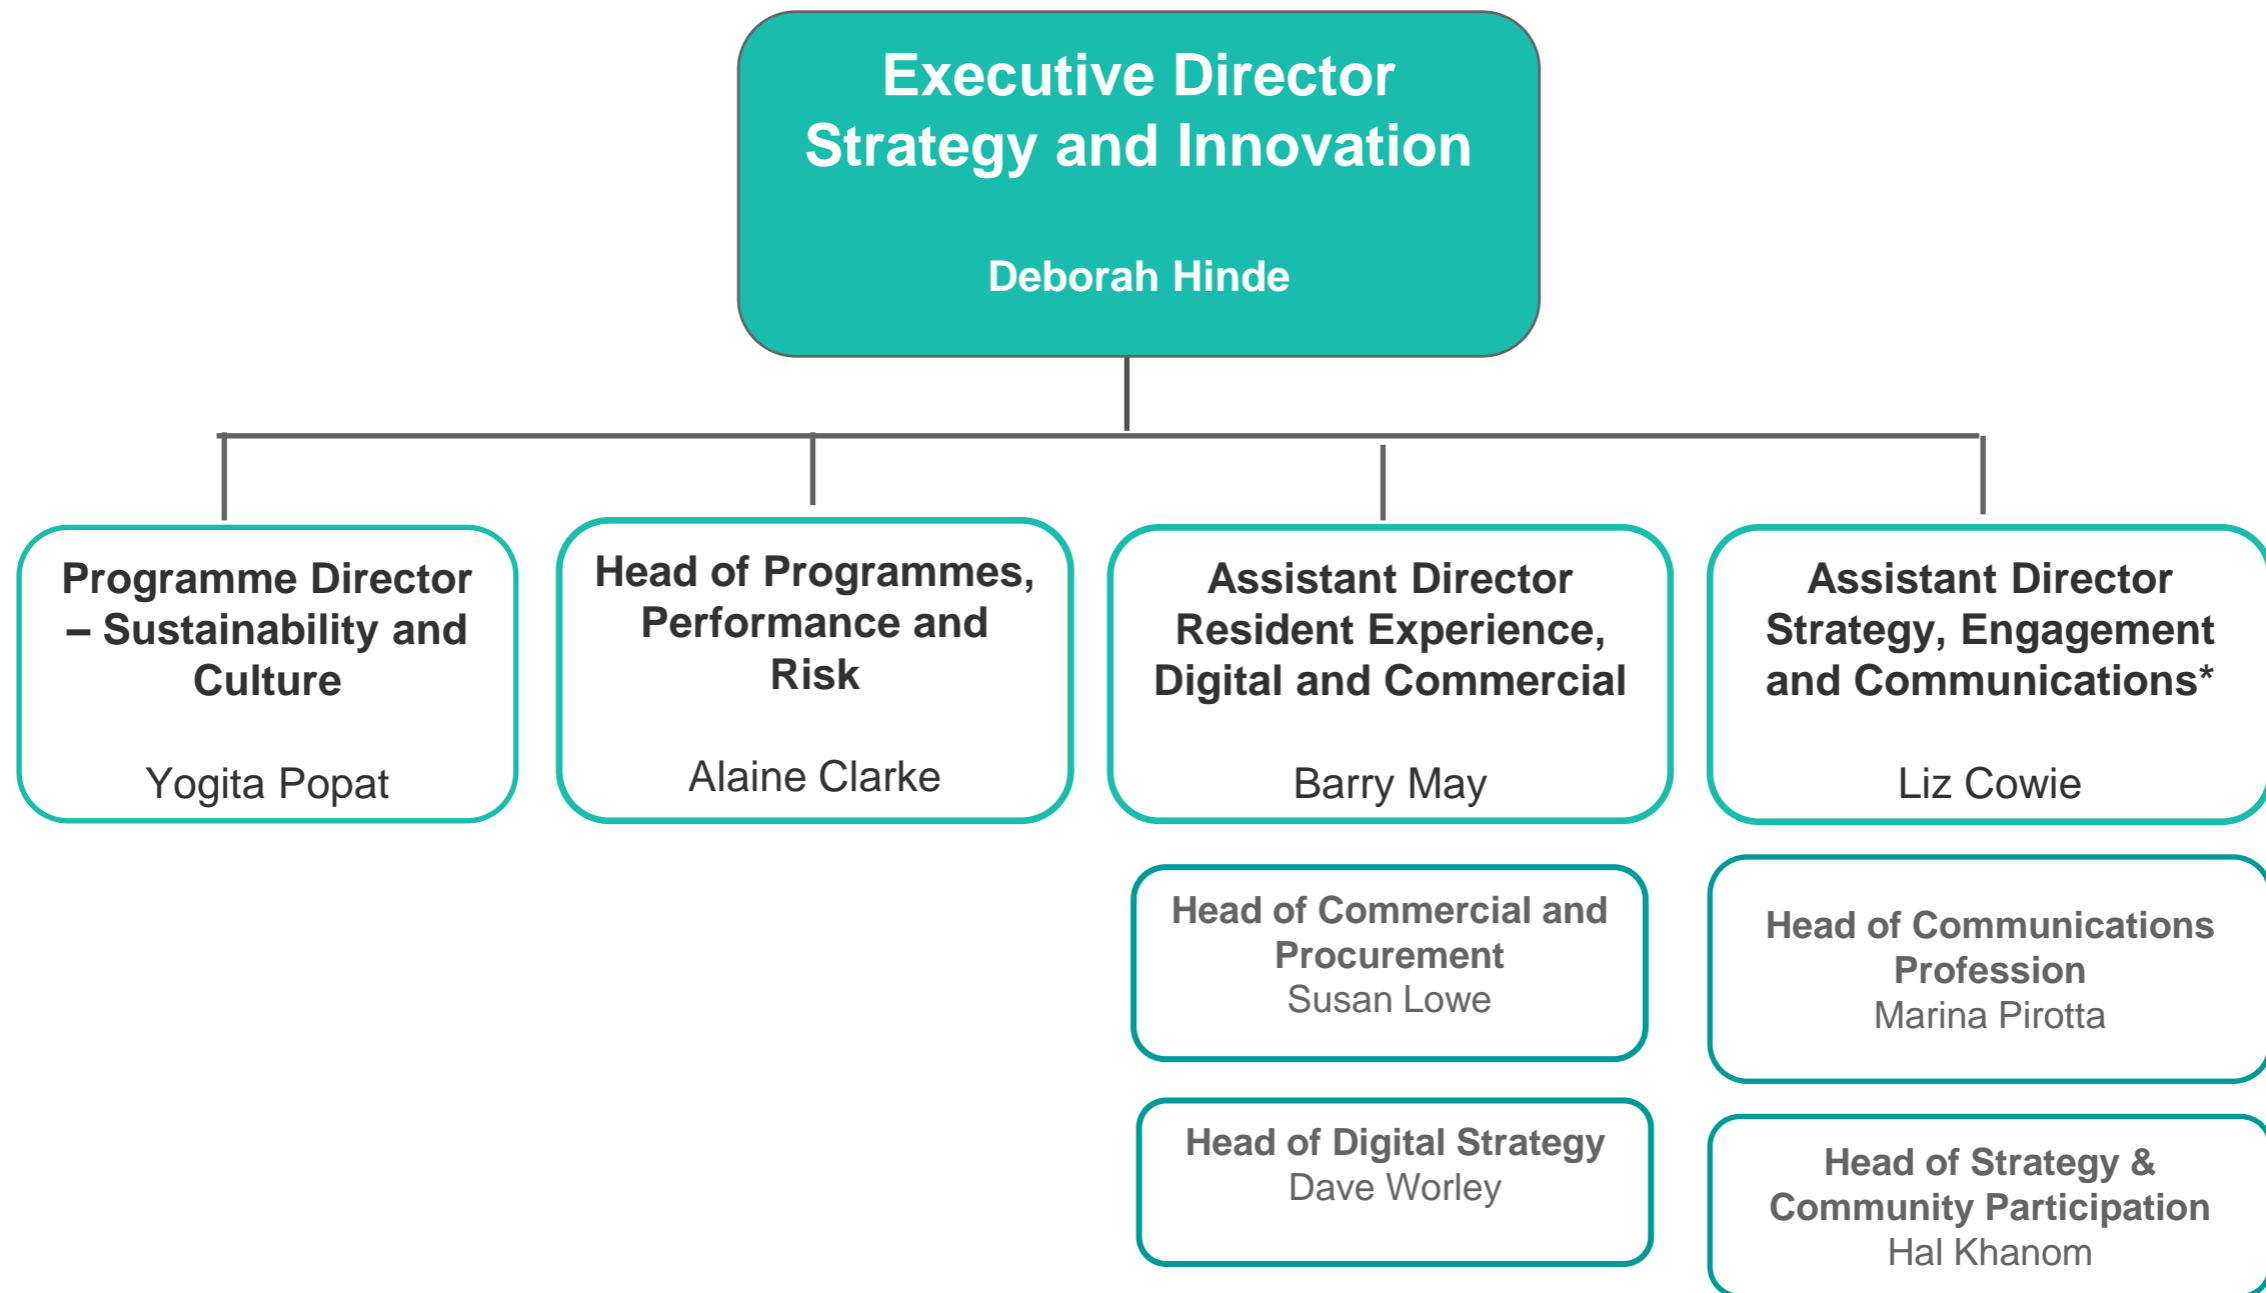 Executive Director
Strategy and Innovation
Deborah Hinde
Programme Director
– Sustainability and
Culture
Yogita Popat
Head of Programmes,
Performance and
Risk
Alaine Clarke
Assistant Director
Resident Experience,
Digital and Commercial
Barry May
Head of Commercial and
Procurement
Susan Lowe
Head of Digital Strategy
Dave Worley
Assistant Director
Strategy, Engagement
and Communications*
Liz Cowie
Head of Communications
Profession
Marina Pirotta
Head of Strategy &
Community Participation
Hal Khanom